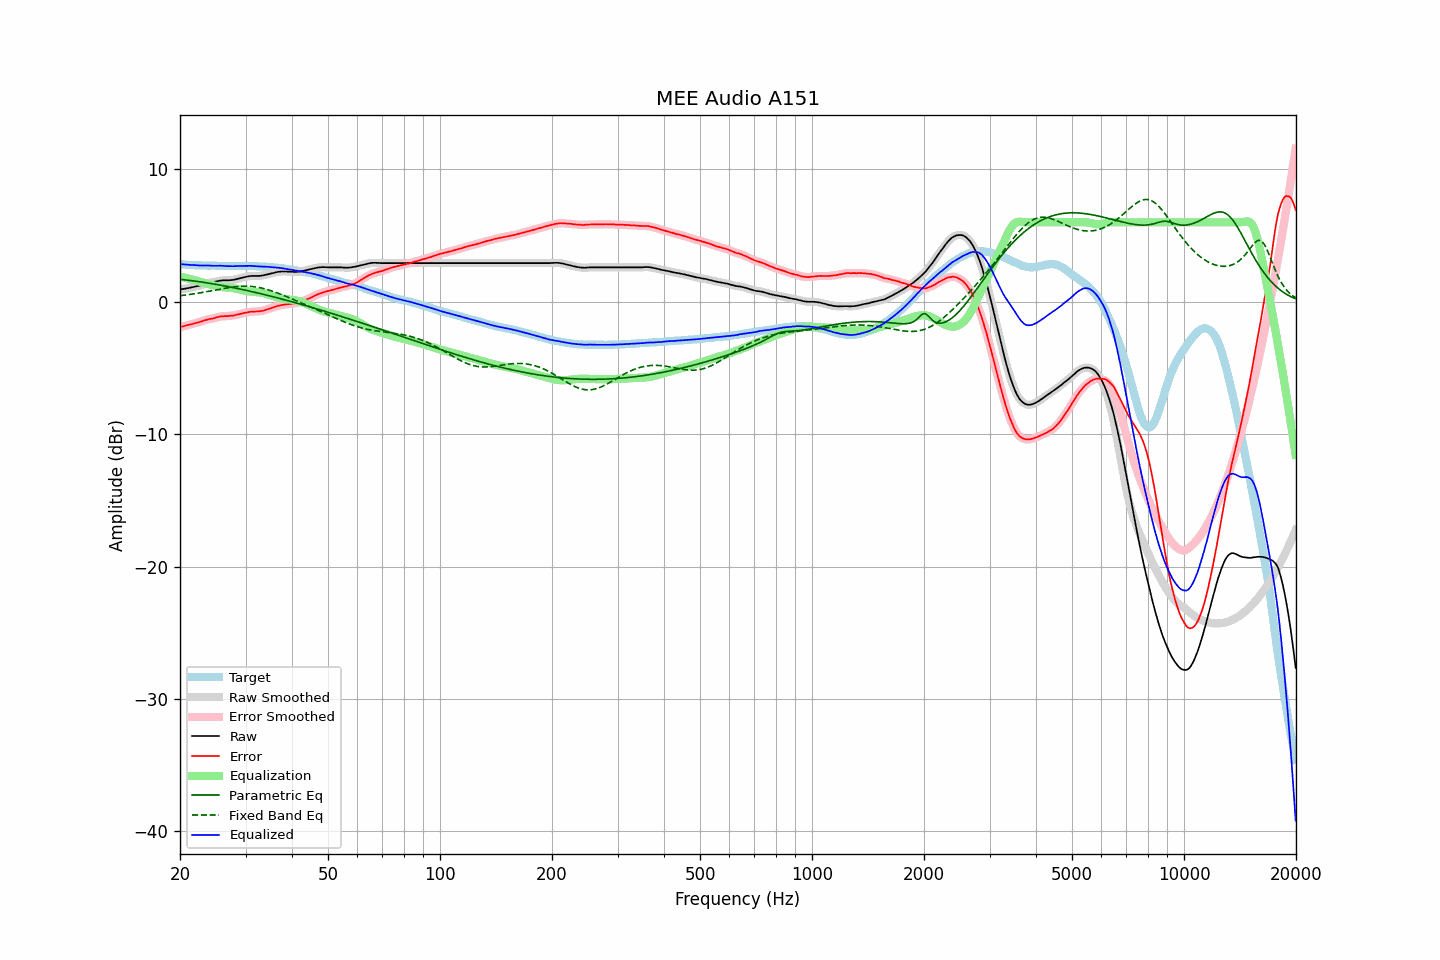 MEE Audio A151
Amplitude (dBr)
10
0
−10
−20
−30
−40
Target
Raw Smoothed
Error Smoothed
Raw
Error
Equalization
Parametric Eq
Fixed Band Eq
Equalized
20 50 100 200 500 1000 2000 5000 10000 20000
Frequency (Hz)